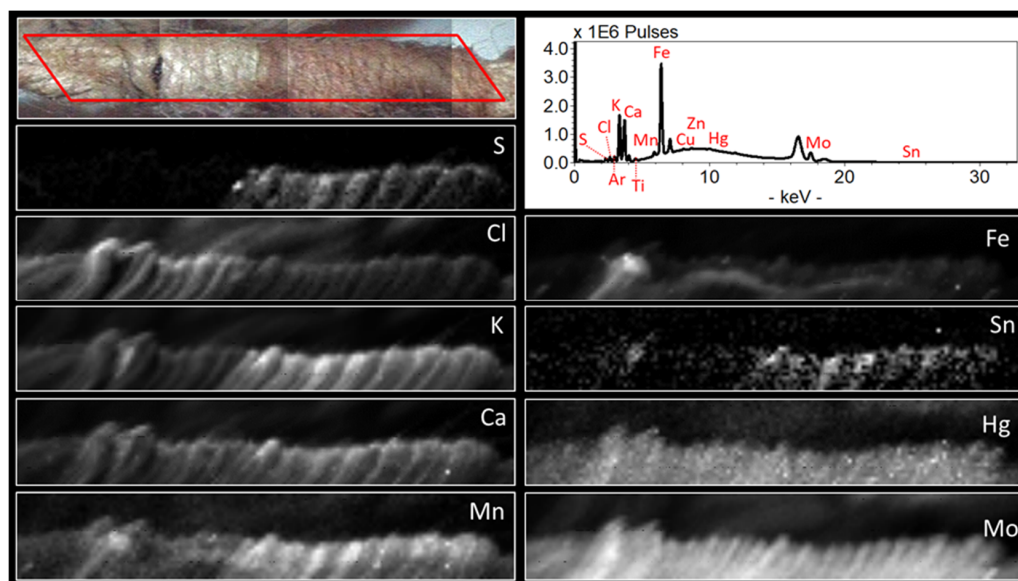 S
Cl
K
Ca
Mn
x 1E6 Pulses
4.0
3.0
2.0
1.0
0.0
Fe
K
Ca
Cl
S
Mn
Zn
Cu
Hg
Mo
Sn
Ar
Ti
0
10
20
30
- keV -
Fe
Sn
Hg
Mo